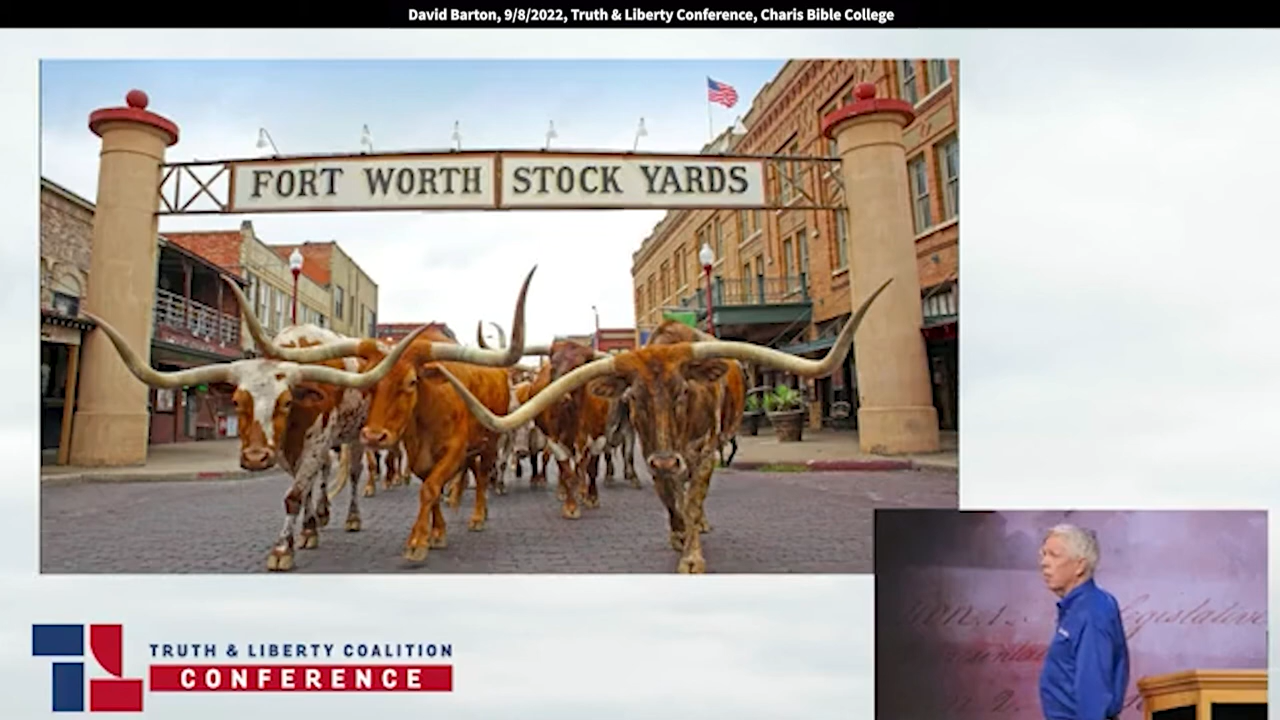 David Barton, 9/8/2022, Truth & Liberty Conference, Charis Bible College
FORT WORTH STOCK YARDS
TRUTH & LIBERTY COALITION
CONFERENCE
legislative